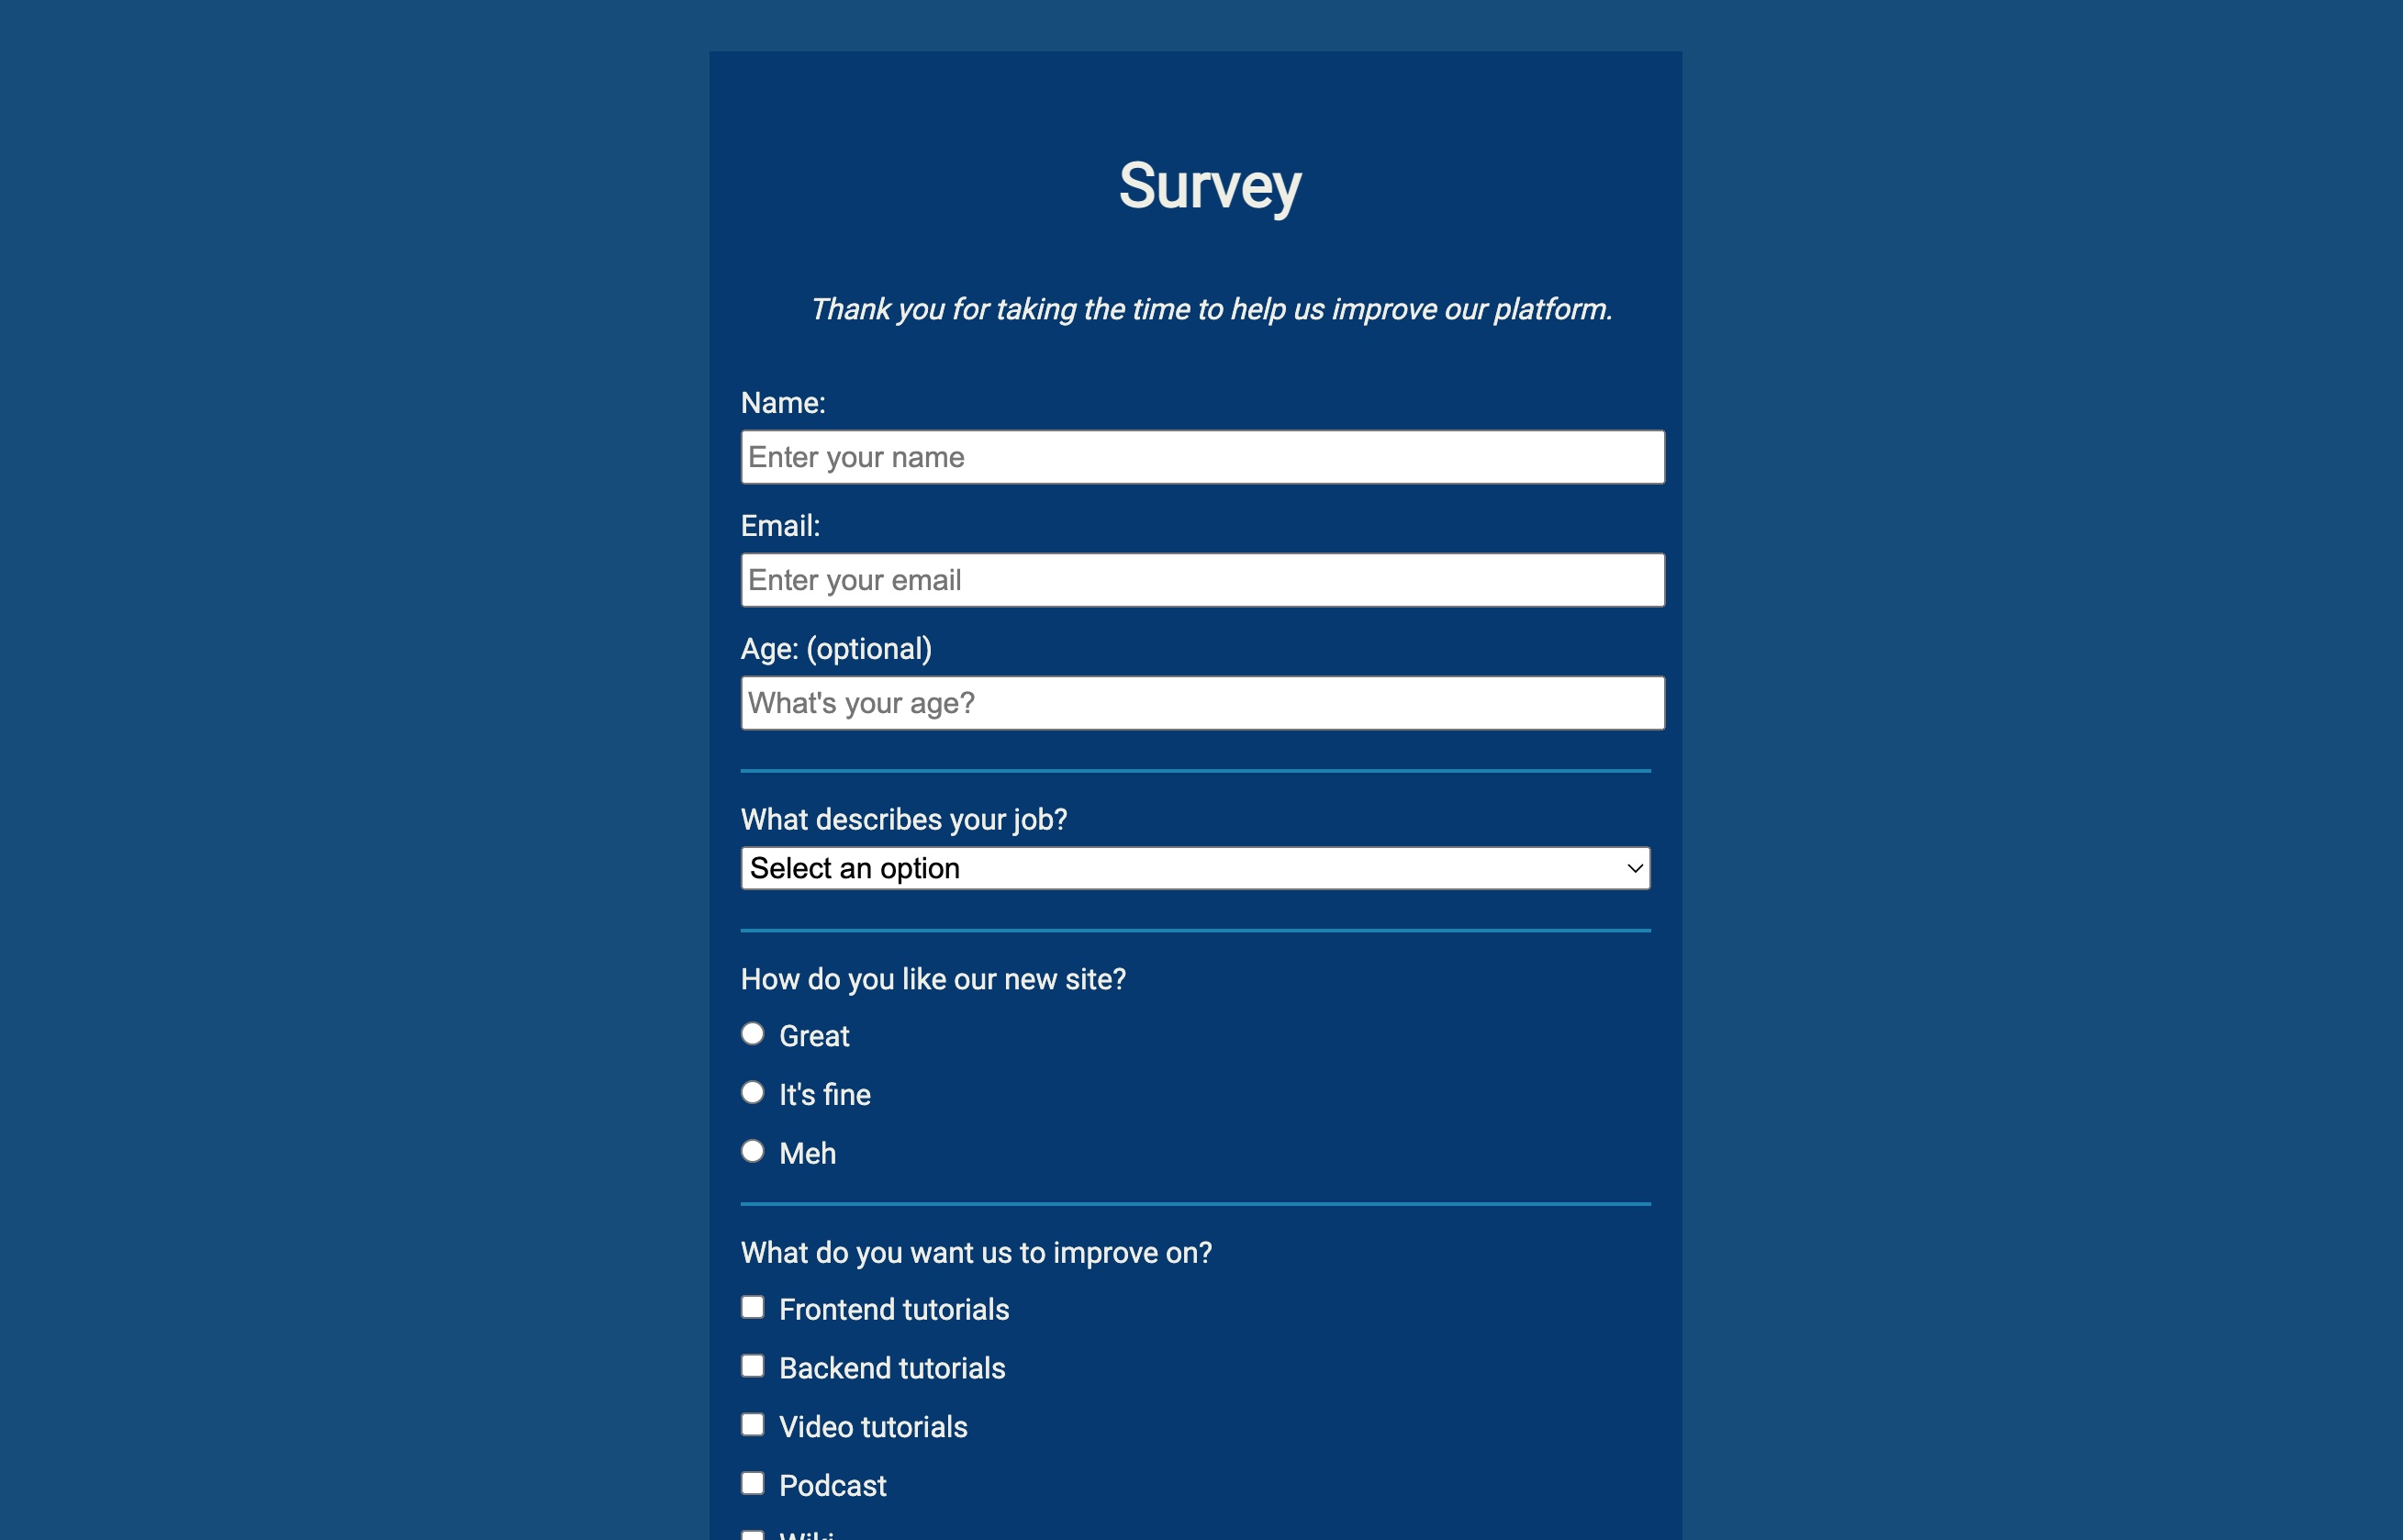 Survey
Thank you for taking the time to help us improve our platform.
Name:
Enter your name
Email:
Enter your email
Age: (optional)
What's your age?
What describes your job?
Select an option
How do you like our new site?
Great
It's fine
Meh
What do you want us to improve on?
Frontend tutorials
Backend tutorials
Video tutorials
Podcast
Wiki